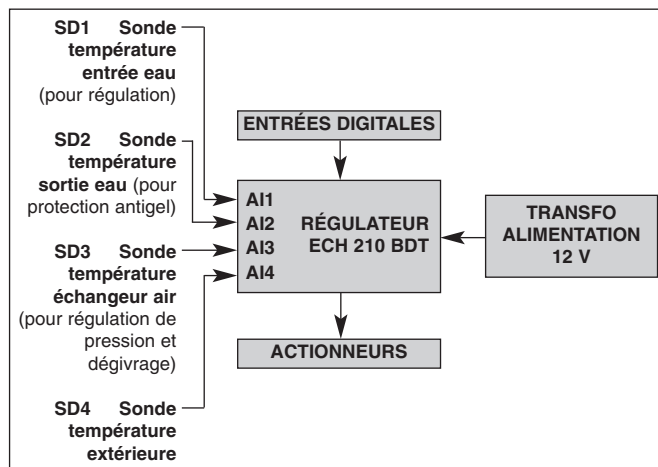 SD1 Sonde
température
entrée eau
(pour régulation)
SD2 Sonde
température
sortie eau (pour
protection antigel)
SD3 Sonde
température
échangeur air
(pour régulation de
pression et
dégivrage)
SD4 Sonde
température
extérieure
ENTRÉES DIGITALES
AI1
AI2
AI3
AI4
RÉGULATEUR
ECH 210 BDT
ACTIONNEURS
TRANSFO
ALIMENTATION
12 V